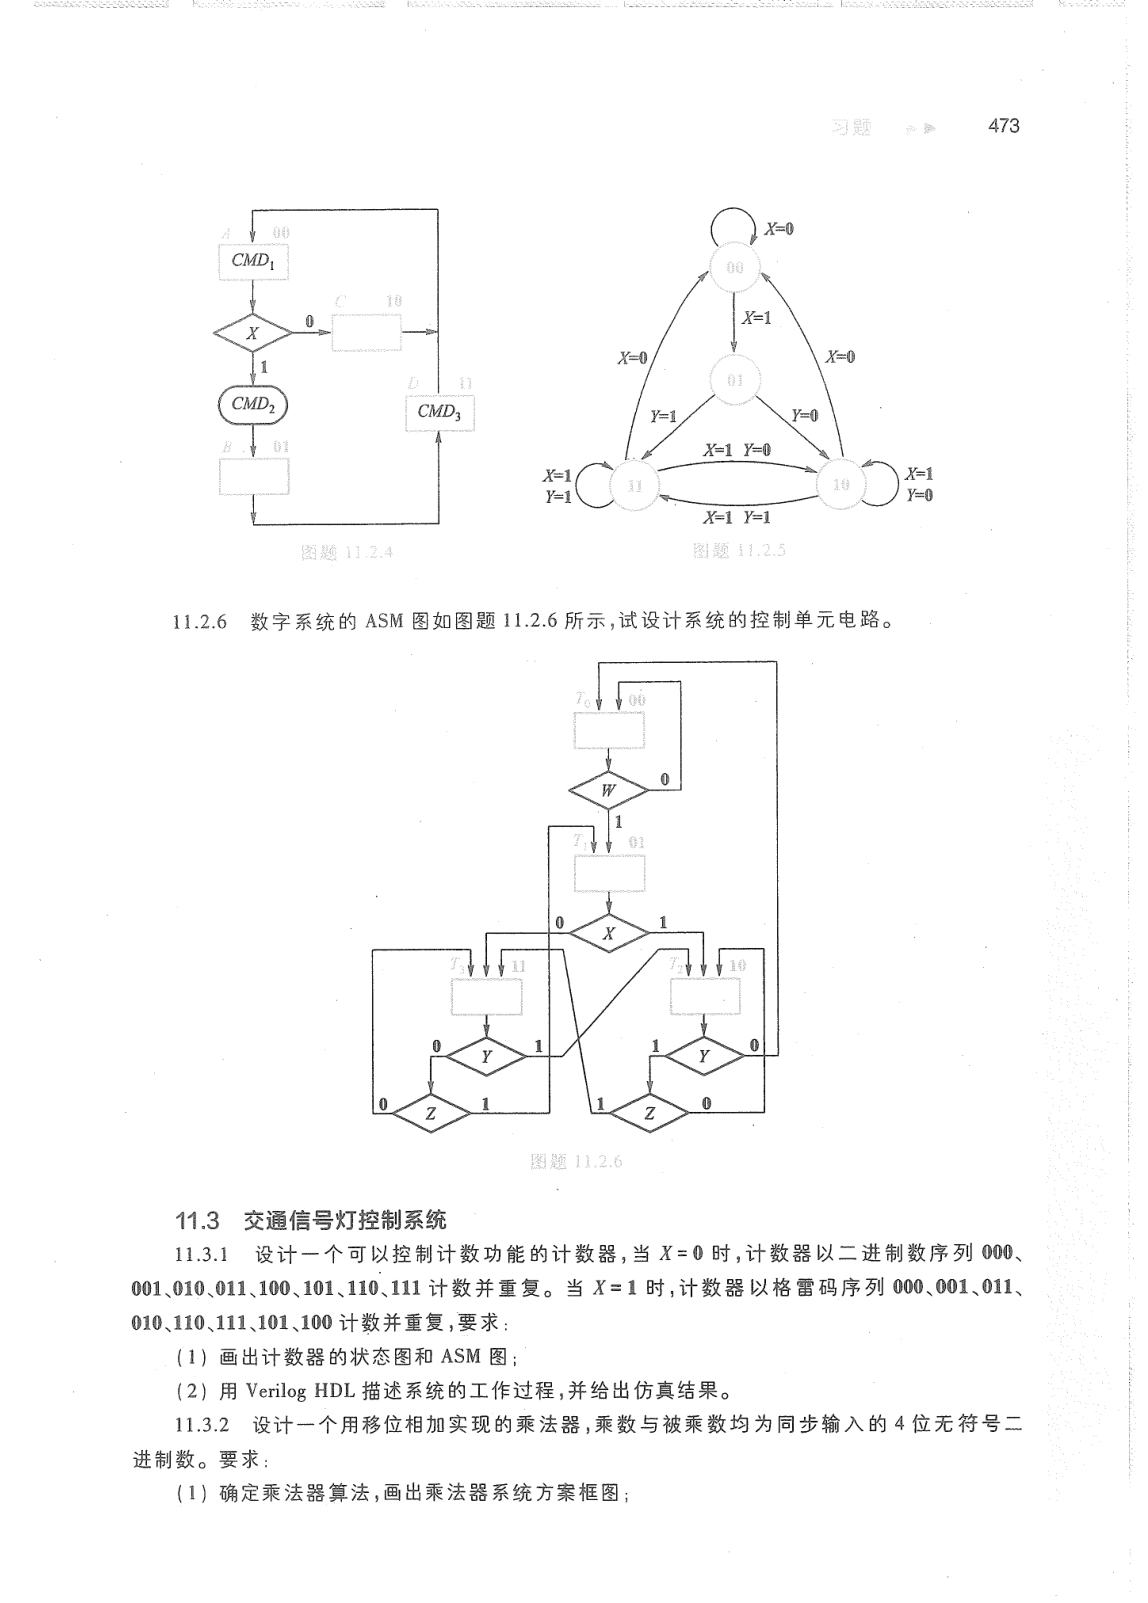 习题 473
A 00
CMD₁
C 10
X 0
1
D 11
CMD₂ CMD₃
B 01
图题 11.2.4
X=0
00
X=1
X=0 X=0
01
Y=1 Y=0
X=1 Y=0
X=1 X=1
11 10
Y=1 Y=0
X=1 Y=1
图题 11.2.5
11.2.6 数字系统的 ASM 图如图题 11.2.6 所示,试设计系统的控制单元电路。
T₀ 00
W 0
1
T₁ 01
0 X 1
T₃ 11 T₂ 10
0 Y 1 1 Y 0
0 Z 1 1 Z 0
图题 11.2.6
11.3 交通信号灯控制系统
11.3.1 设计一个可以控制计数功能的计数器,当 X=0 时,计数器以二进制数序列 000、
001、010、011、100、101、110、111 计数并重复。当 X=1 时,计数器以格雷码序列 000、001、011、
010、110、111、101、100 计数并重复,要求:
(1) 画出计数器的状态图和 ASM 图;
(2) 用 Verilog HDL 描述系统的工作过程,并给出仿真结果。
11.3.2 设计一个用移位相加实现的乘法器,乘数与被乘数均为同步输入的 4 位无符号二
进制数。要求:
(1) 确定乘法器算法,画出乘法器系统方案框图;